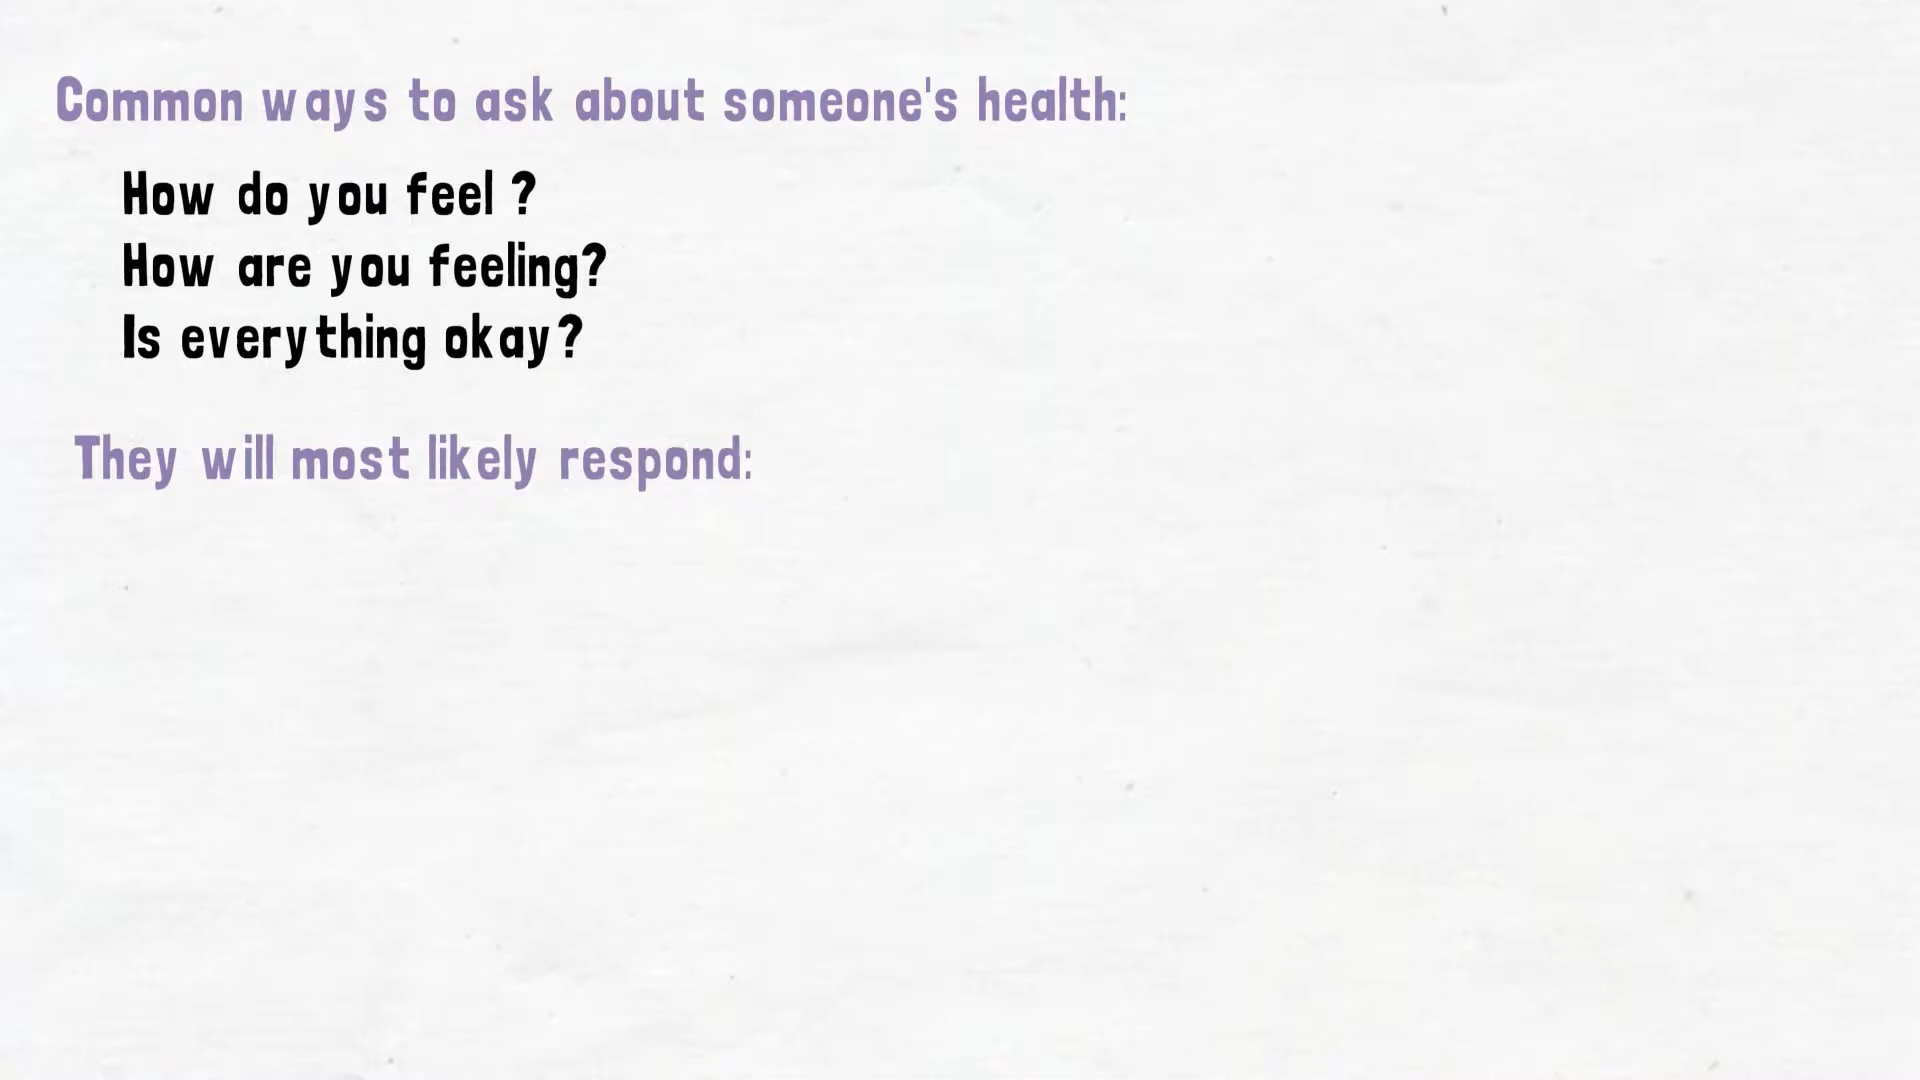 Common ways to ask about someone's health:
How do you feel ?
How are you feeling?
Is everything okay?
They will most likely respond: